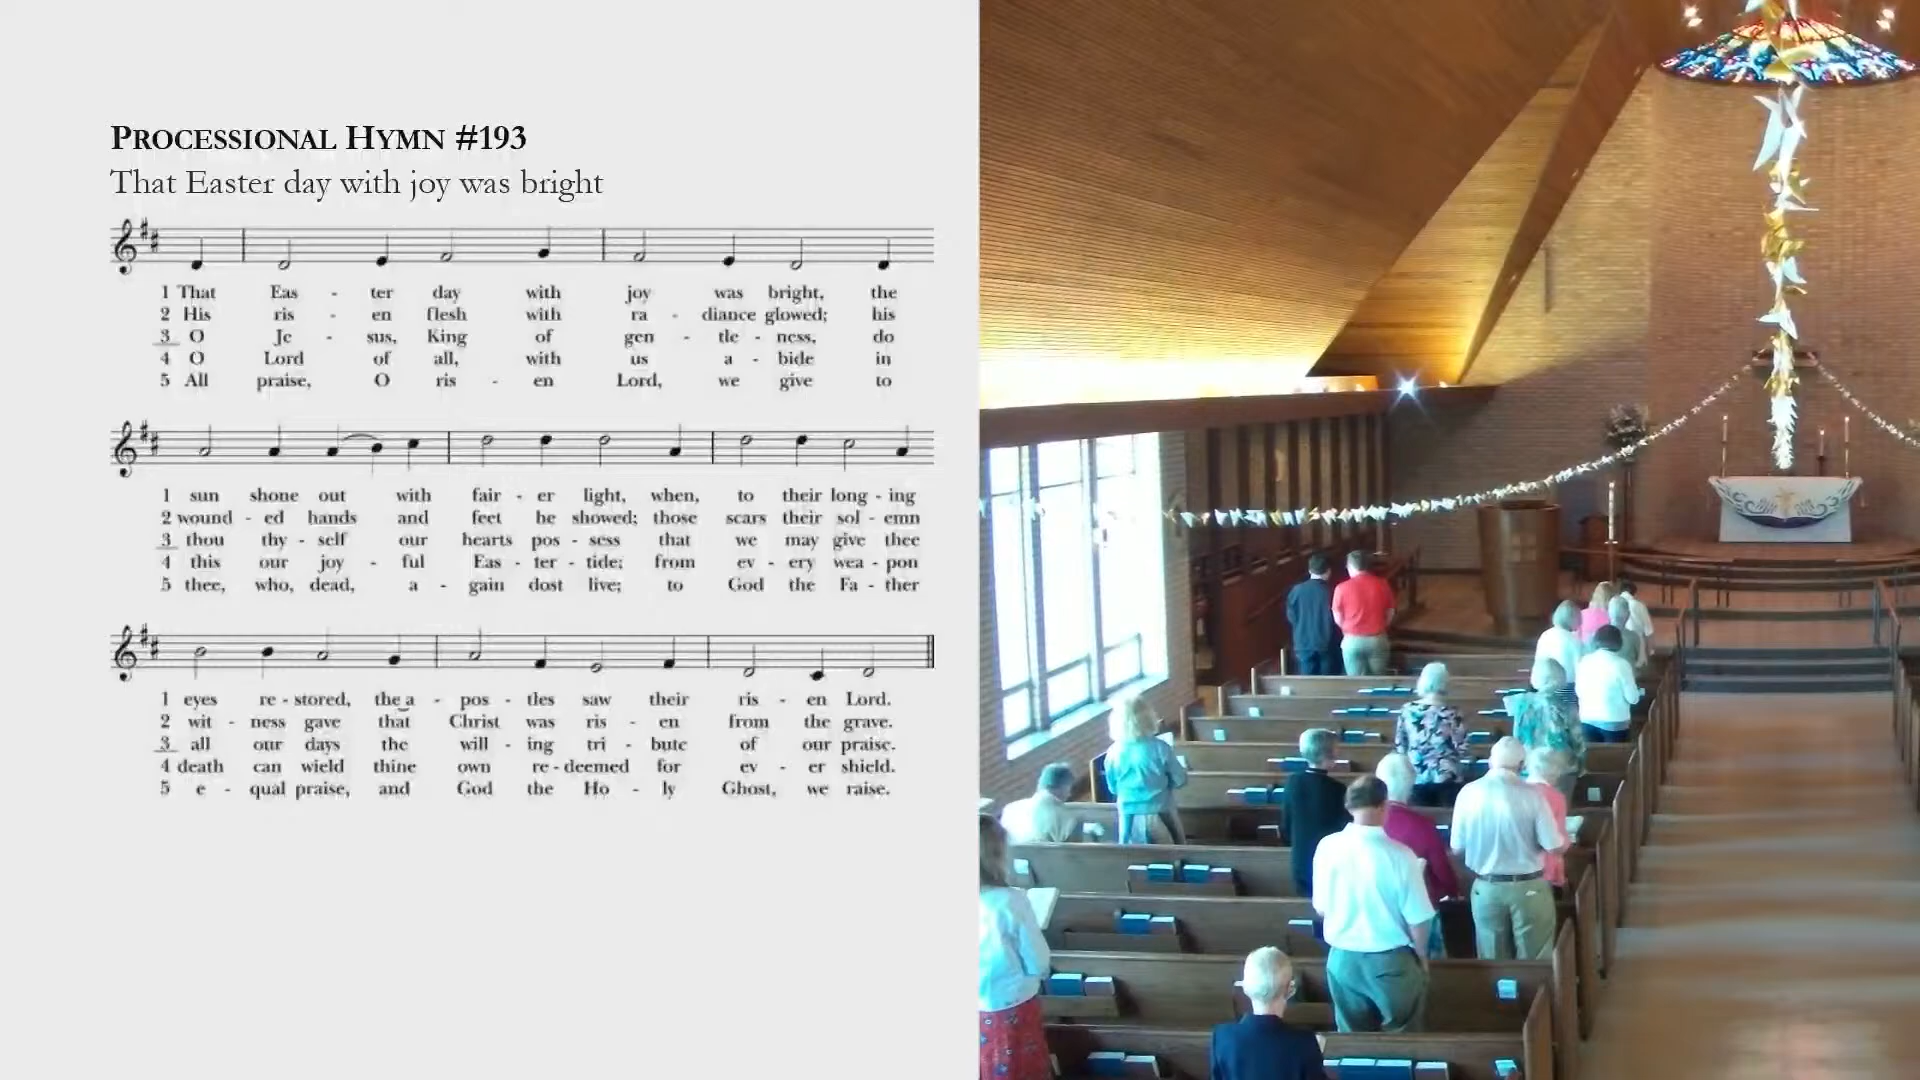 PROCESSIONAL HYMN #193
That Easter day with joy was bright
1 That Eas - ter day with joy was bright, the
2 His ris - en flesh with ra - diance glowed; his
3 O Je - sus, King of gen - tle - ness, do
4 O Lord of all, with us a - bide in
5 All praise, O ris - en Lord, we give to
1 sun shone out with fair - er light, when, to their long - ing
2 wound - ed hands and feet he showed; those scars their sol - emn
3 thou thy - self our hearts pos - sess that we may give thee
4 this our joy - ful Eas - ter - tide; from ev - ery wea - pon
5 thee, who, dead, a - gain dost live; to God the Fa - ther
1 eyes re - stored, the a - pos - tles saw their ris - en Lord.
2 wit - ness gave that Christ was ris - en from the grave.
3 all our days the will - ing tri - bute of our praise.
4 death can wield thine own re - deemed for ev - er shield.
5 e - qual praise, and God the Ho - ly Ghost, we raise.